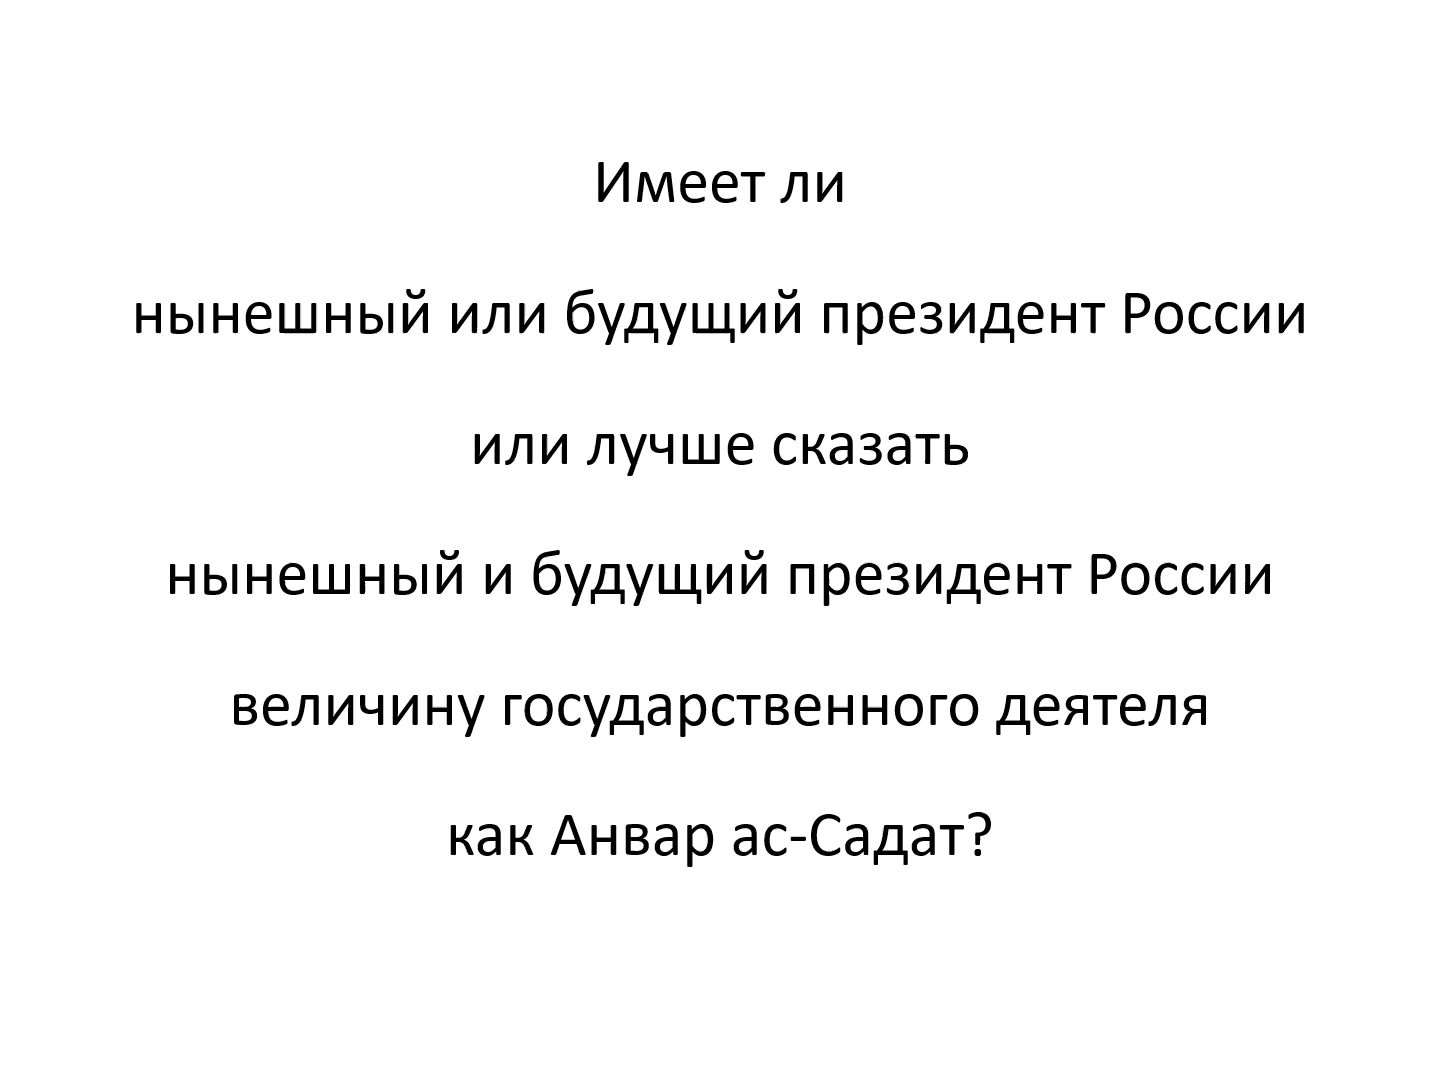 Имеет ли
нынешный или будущий президент России
или лучше сказать
нынешный и будущий президент России
величину государственного деятеля
как Анвар ас-Садат?